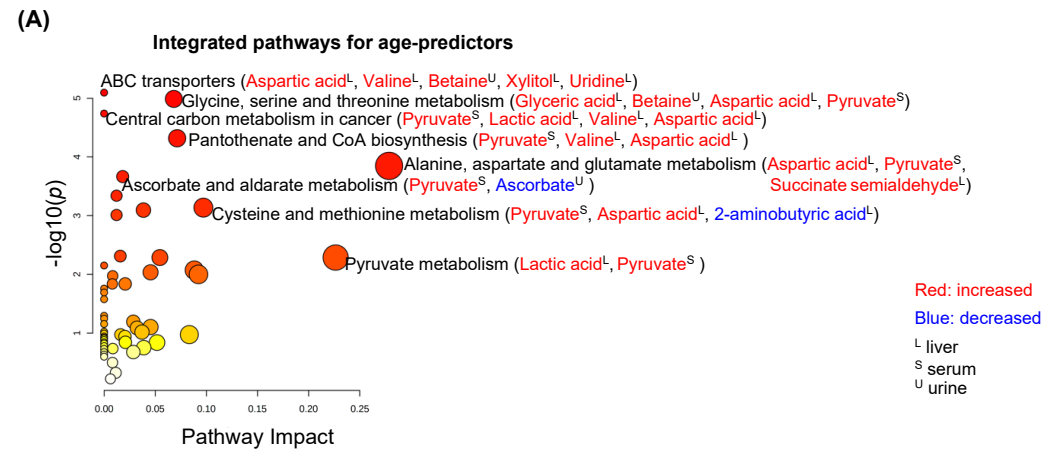 (A)
Integrated pathways for age-predictors
ABC transporters (Aspartic acidᴸ, Valineᴸ, Betaineᵁ, Xylitolᴸ, Uridineᴸ)
Glycine, serine and threonine metabolism (Glyceric acidᴸ, Betaineᵁ, Aspartic acidᴸ, Pyruvateˢ)
Central carbon metabolism in cancer (Pyruvateˢ, Lactic acidᴸ, Valineᴸ, Aspartic acidᴸ)
Pantothenate and CoA biosynthesis (Pyruvateˢ, Valineᴸ, Aspartic acidᴸ )
Alanine, aspartate and glutamate metabolism (Aspartic acidᴸ, Pyruvateˢ,
Succinate semialdehydeᴸ)
Ascorbate and aldarate metabolism (Pyruvateˢ, Ascorbateᵁ )
Cysteine and methionine metabolism (Pyruvateˢ, Aspartic acidᴸ, 2-aminobutyric acidᴸ)
Pyruvate metabolism (Lactic acidᴸ, Pyruvateˢ )
Red: increased
Blue: decreased
ᴸ liver
ˢ serum
ᵁ urine
-log10(p)
5
4
3
2
1
0.00 0.05 0.10 0.15 0.20 0.25
Pathway Impact